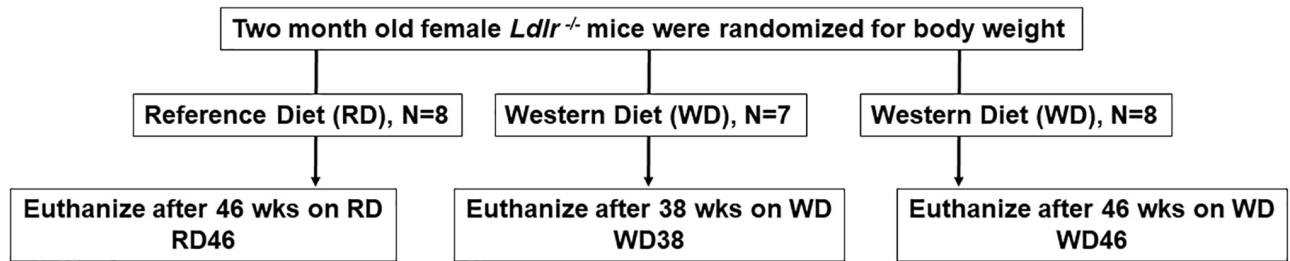 Two month old female Ldlr -/- mice were randomized for body weight
Reference Diet (RD), N=8
Western Diet (WD), N=7
Western Diet (WD), N=8
Euthanize after 46 wks on RD
RD46
Euthanize after 38 wks on WD
WD38
Euthanize after 46 wks on WD
WD46